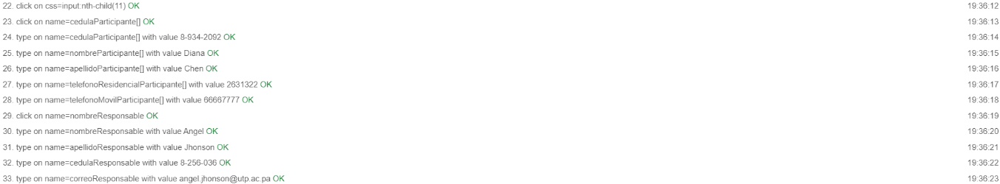 22. click on css=input:nth-child(11) OK 19:36:12
23. click on name=cedulaParticipante[] OK 19:36:13
24. type on name=cedulaParticipante[] with value 8-934-2092 OK 19:36:14
25. type on name=nombreParticipante[] with value Diana OK 19:36:15
26. type on name=apellidoParticipante[] with value Chen OK 19:36:16
27. type on name=telefonoResidencialParticipante[] with value 2631322 OK 19:36:17
28. type on name=telefonoMovilParticipante[] with value 66667777 OK 19:36:18
29. click on name=nombreResponsable OK 19:36:19
30. type on name=nombreResponsable with value Angel OK 19:36:20
31. type on name=apellidoResponsable with value Jhonson OK 19:36:21
32. type on name=cedulaResponsable with value 8-256-036 OK 19:36:22
33. type on name=correoResponsable with value angel.jhonson@utp.ac.pa OK 19:36:23